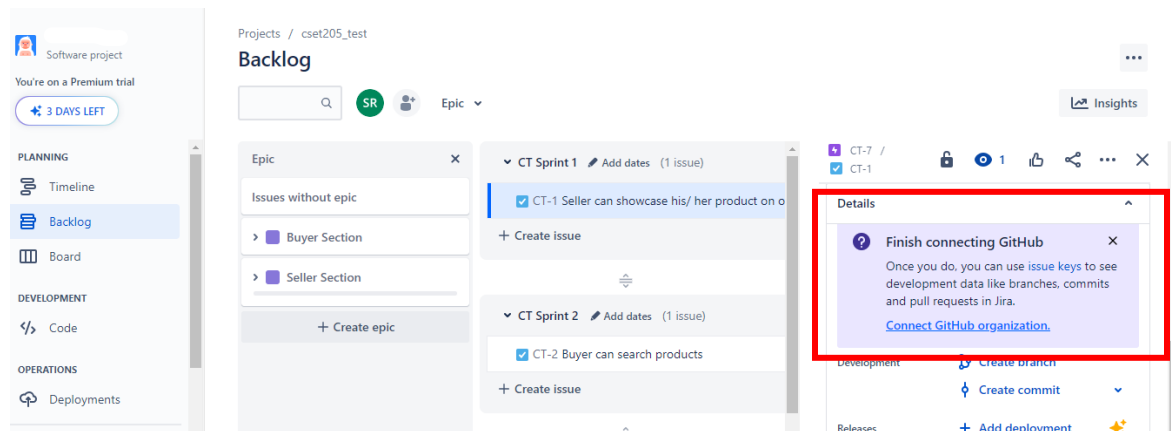 Software project
You're on a Premium trial
3 DAYS LEFT
PLANNING
Timeline
Backlog
Board
DEVELOPMENT
Code
OPERATIONS
Deployments
Projects / cset205_test
Backlog
SR
Epic
Insights
Epic
Issues without epic
Buyer Section
Seller Section
+ Create epic
CT Sprint 1 Add dates (1 issue)
CT-1 Seller can showcase his/ her product on o
+ Create issue
CT Sprint 2 Add dates (1 issue)
CT-2 Buyer can search products
+ Create issue
CT-7 /
CT-1
1
Details
Finish connecting GitHub
Once you do, you can use issue keys to see
development data like branches, commits
and pull requests in Jira.
Connect GitHub organization.
Development Create branch
Create commit
Releases + Add deployment